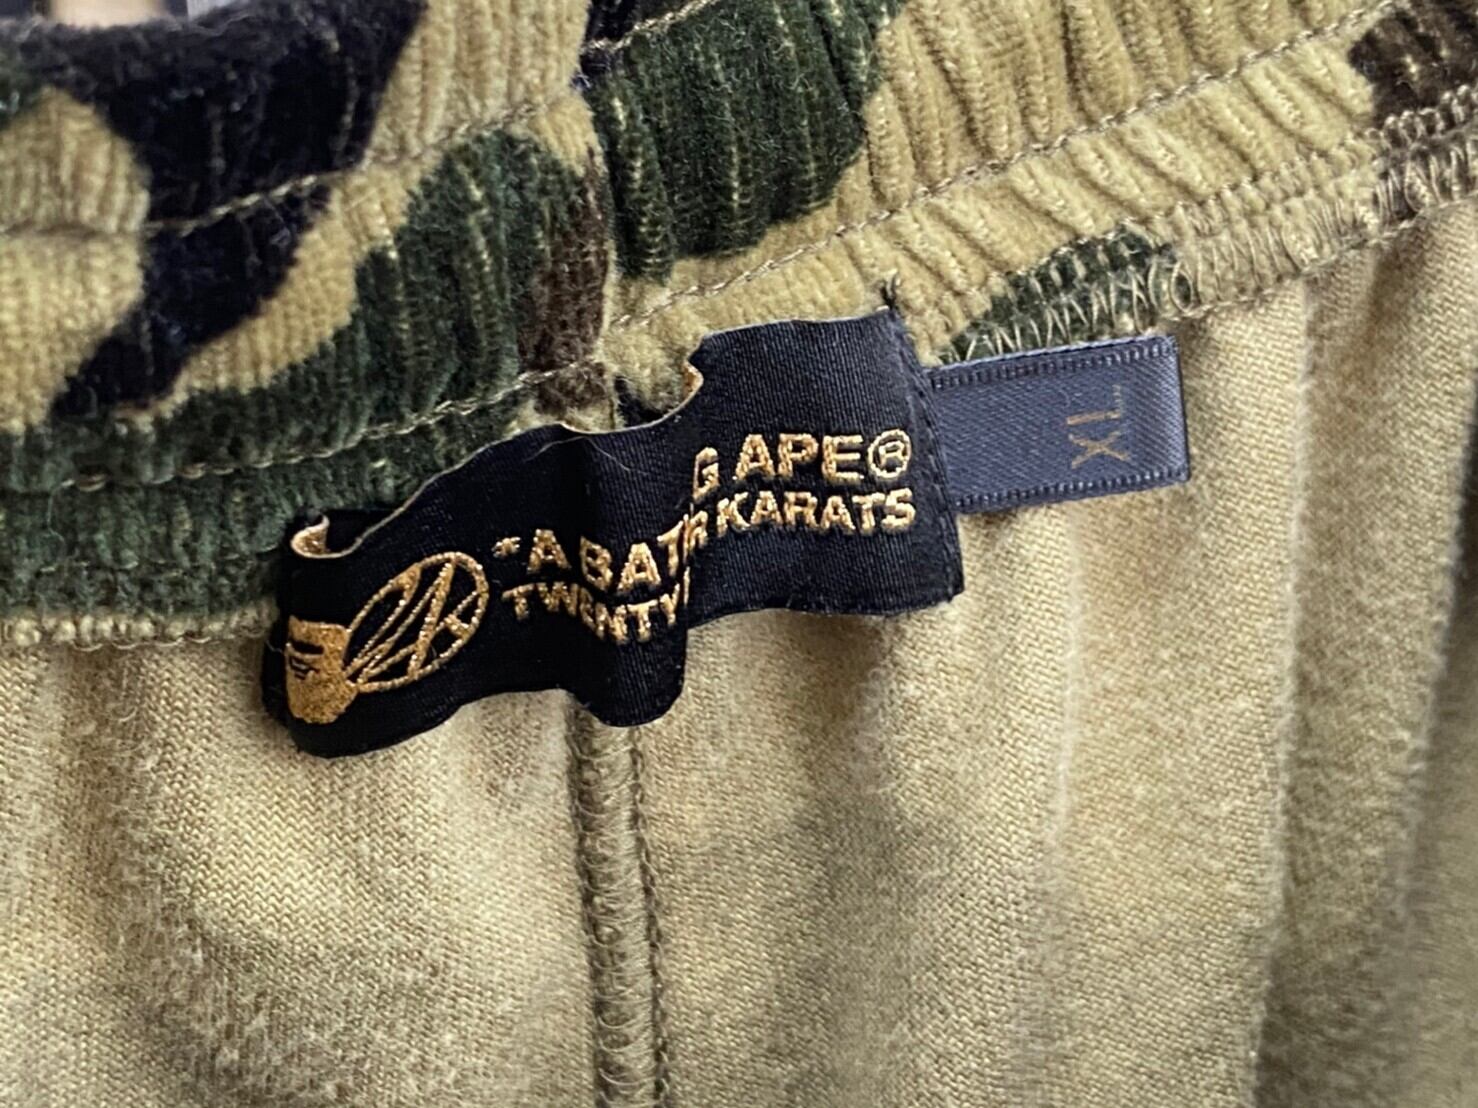 *A BAT G APE®
TWENTY R KARATS
XL